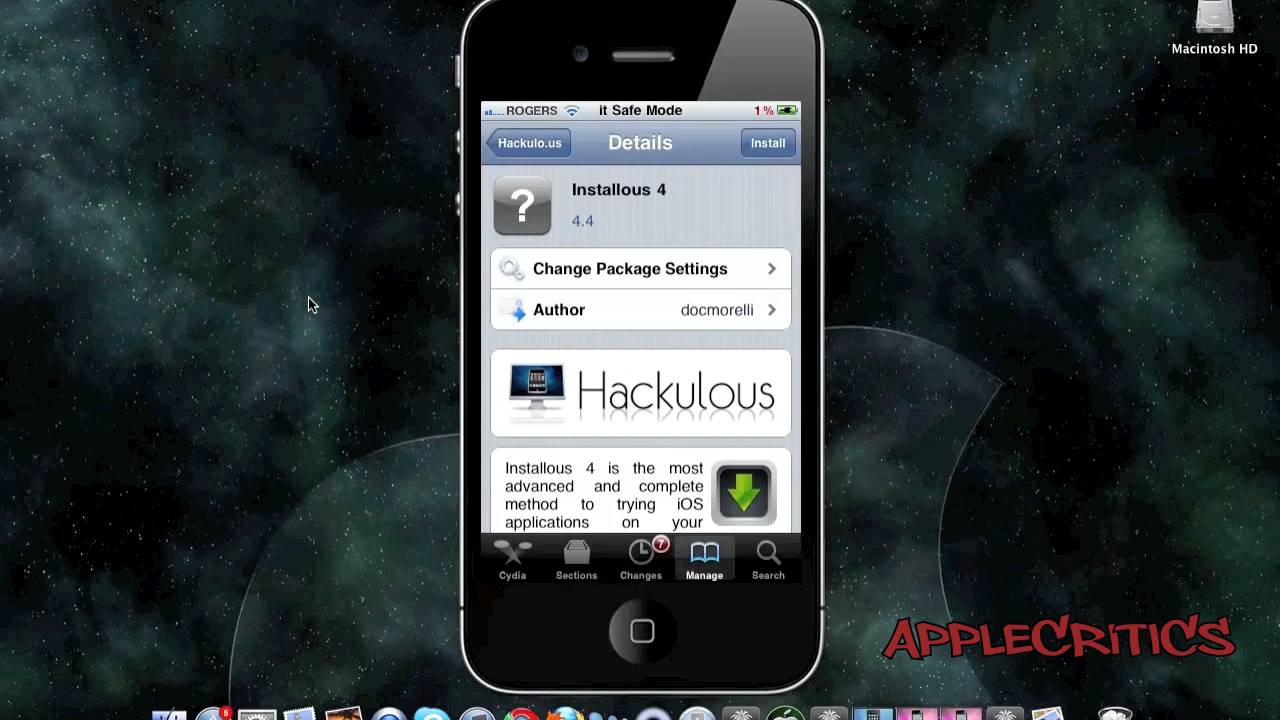 Macintosh HD
ROGERS
it Safe Mode
1%
Hackulo.us
Details
Install
?
Installous 4
4.4
Change Package Settings
Author
docmorelli
Hackulous
Installous 4 is the most
advanced and complete
method to trying iOS
applications on your
7
Cydia
Sections
Changes
Manage
Search
APPLECRITICS
5